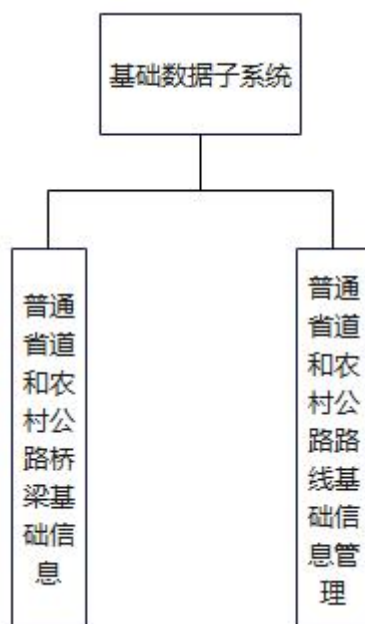 基础数据子系统
普通
省道
和农
村公
路桥
梁基
础信
息
普通
省道
和农
村公
路路
线基
础信
息管
理